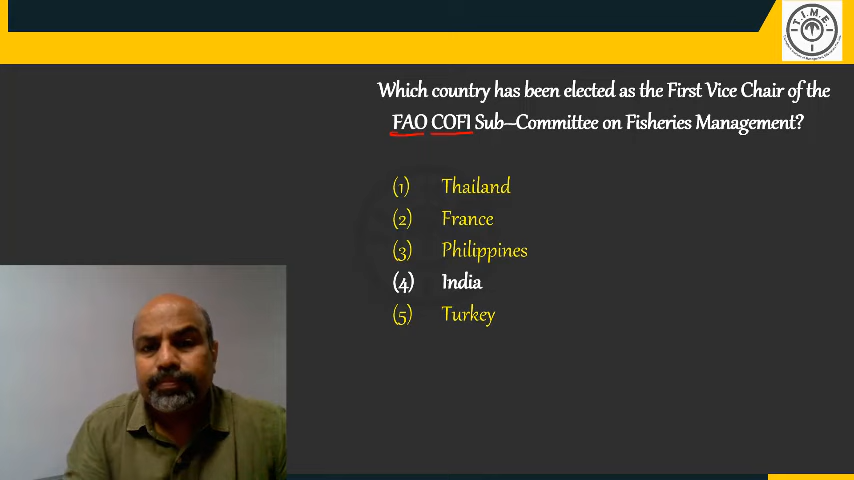 T.I.M.E.
Which country has been elected as the First Vice Chair of the
FAO COFI Sub-Committee on Fisheries Management?
(1) Thailand
(2) France
(3) Philippines
(4) India
(5) Turkey